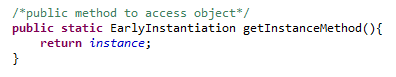 /*public method to access object*/
public static EarlyInstantiation getInstanceMethod(){
    return instance;
}